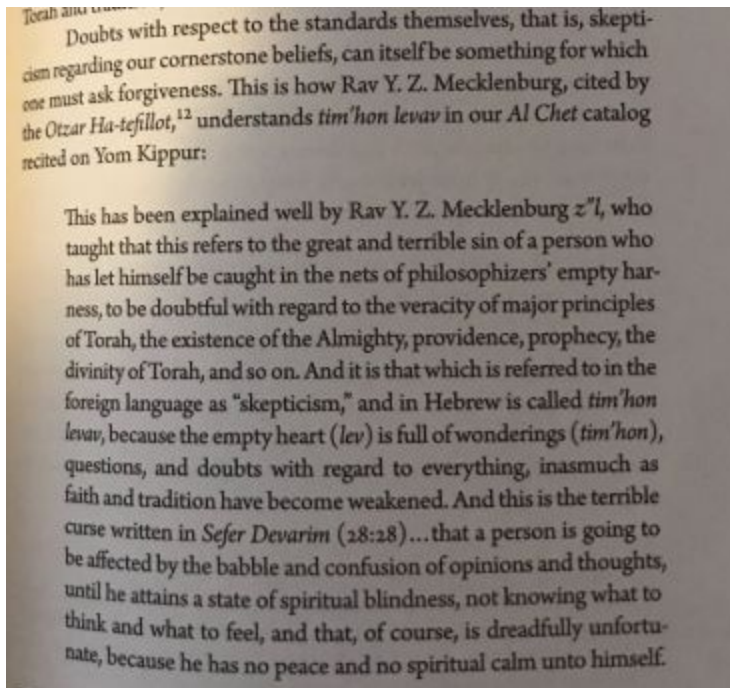 Torah and
Doubts with respect to the standards themselves, that is, skepti-
cism regarding our cornerstone beliefs, can itself be something for which
one must ask forgiveness. This is how Rav Y. Z. Mecklenburg, cited by
the Otzar Ha-tefillot,¹² understands tim'hon levav in our Al Chet catalog
recited on Yom Kippur:
This has been explained well by Rav Y. Z. Mecklenburg z"l, who
taught that this refers to the great and terrible sin of a person who
has let himself be caught in the nets of philosophizers' empty har-
ness, to be doubtful with regard to the veracity of major principles
of Torah, the existence of the Almighty, providence, prophecy, the
divinity of Torah, and so on. And it is that which is referred to in the
foreign language as “skepticism,” and in Hebrew is called tim'hon
levav, because the empty heart (lev) is full of wonderings (tim'hon),
questions, and doubts with regard to everything, inasmuch as
faith and tradition have become weakened. And this is the terrible
curse written in Sefer Devarim (28:28)...that a person is going to
be affected by the babble and confusion of opinions and thoughts,
until he attains a state of spiritual blindness, not knowing what to
think and what to feel, and that, of course, is dreadfully unfortu-
nate, because he has no peace and no spiritual calm unto himself.